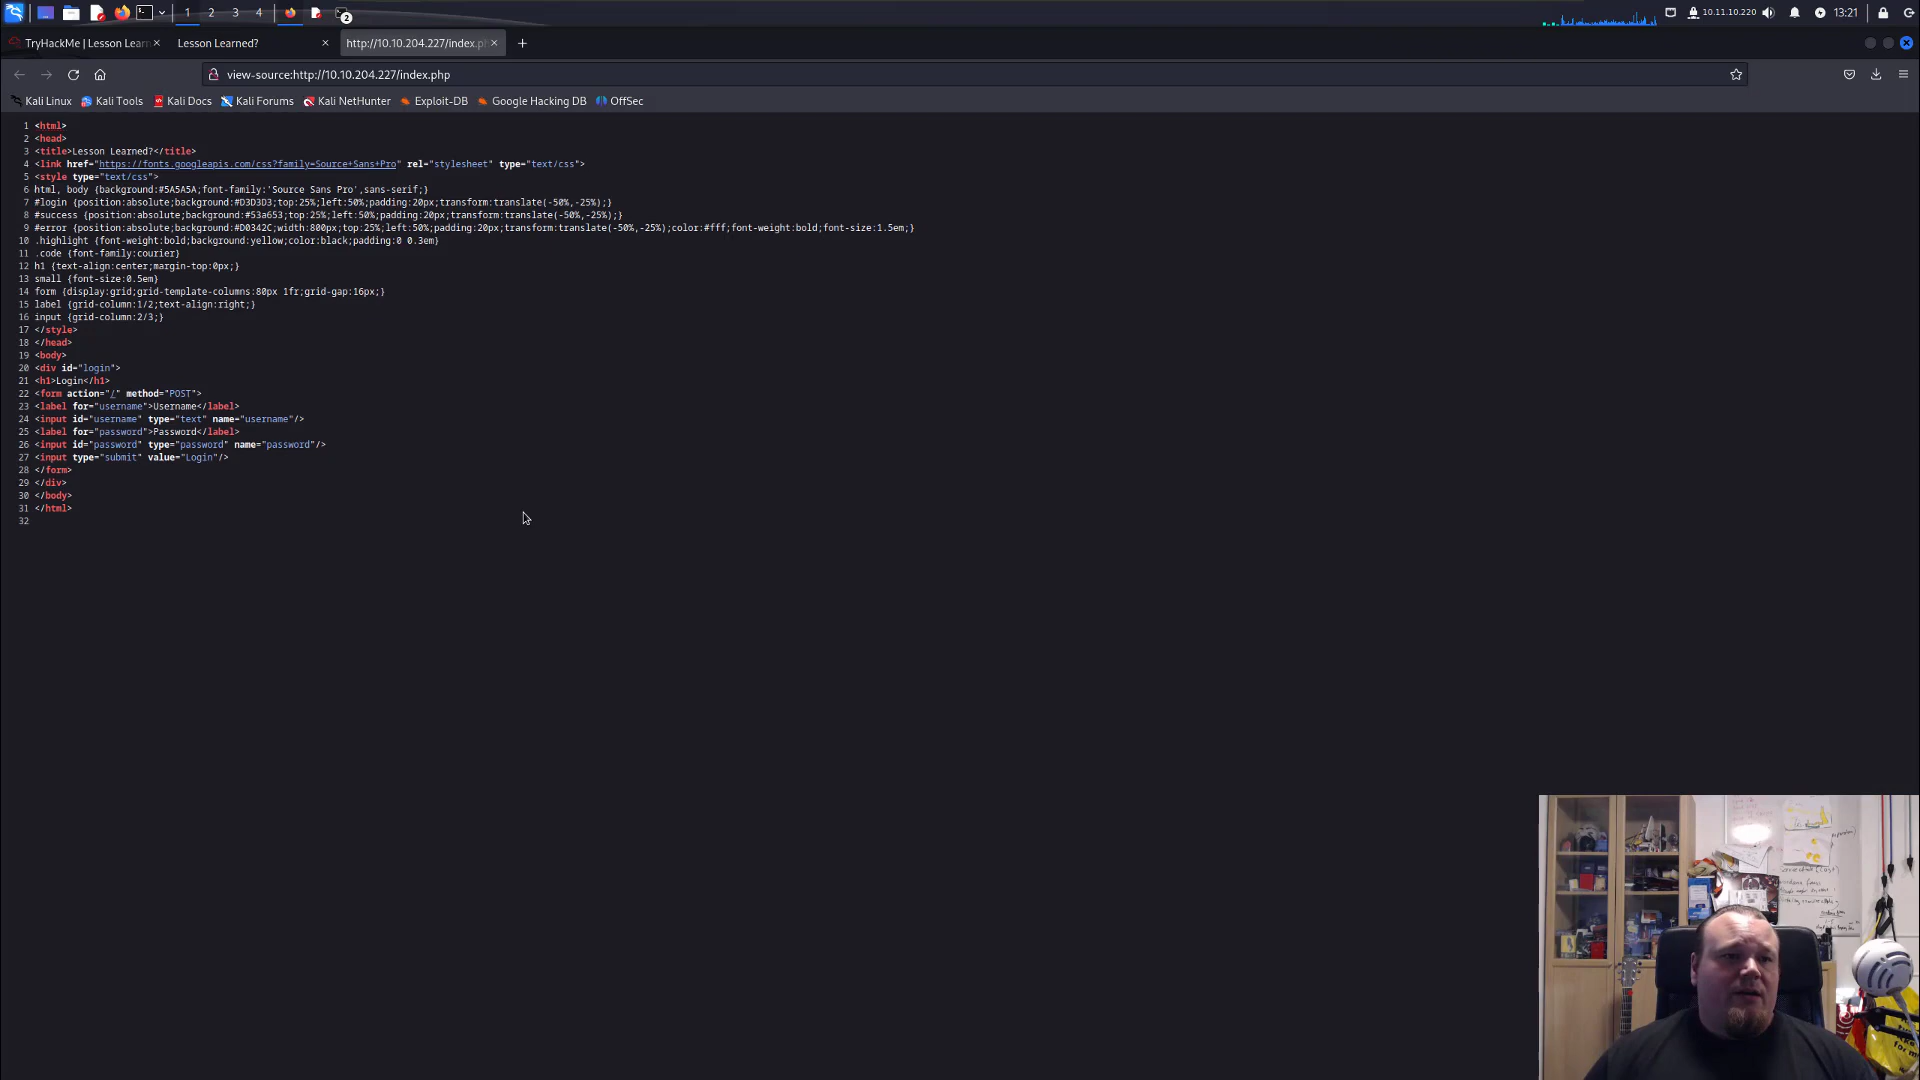 1 2 3 4
2
10.11.10.220
13:21
TryHackMe | Lesson Lear
Lesson Learned?
http://10.10.204.227/index.p
view-source:http://10.10.204.227/index.php
Kali Linux
Kali Tools
Kali Docs
Kali Forums
Kali NetHunter
Exploit-DB
Google Hacking DB
OffSec
1 <html>
2 <head>
3 <title>Lesson Learned?</title>
4 <link href="https://fonts.googleapis.com/css?family=Source+Sans+Pro" rel="stylesheet" type="text/css">
5 <style type="text/css">
6 html, body {background:#5A5A5A;font-family:'Source Sans Pro',sans-serif;}
7 #login {position:absolute;background:#D3D3D3;top:25%;left:50%;padding:20px;transform:translate(-50%,-25%);}
8 #success {position:absolute;background:#53a653;top:25%;left:50%;padding:20px;transform:translate(-50%,-25%);}
9 #error {position:absolute;background:#D0342C;width:800px;top:25%;left:50%;padding:20px;transform:translate(-50%,-25%);color:#fff;font-weight:bold;font-size:1.5em;}
10 .highlight {font-weight:bold;background:yellow;color:black;padding:0 0.3em}
11 .code {font-family:courier}
12 h1 {text-align:center;margin-top:0px;}
13 small {font-size:0.5em}
14 form {display:grid;grid-template-columns:80px 1fr;grid-gap:16px;}
15 label {grid-column:1/2;text-align:right;}
16 input {grid-column:2/3;}
17 </style>
18 </head>
19 <body>
20 <div id="login">
21 <h1>Login</h1>
22 <form action="/" method="POST">
23 <label for="username">Username</label>
24 <input id="username" type="text" name="username"/>
25 <label for="password">Password</label>
26 <input id="password" type="password" name="password"/>
27 <input type="submit" value="Login"/>
28 </form>
29 </div>
30 </body>
31 </html>
32